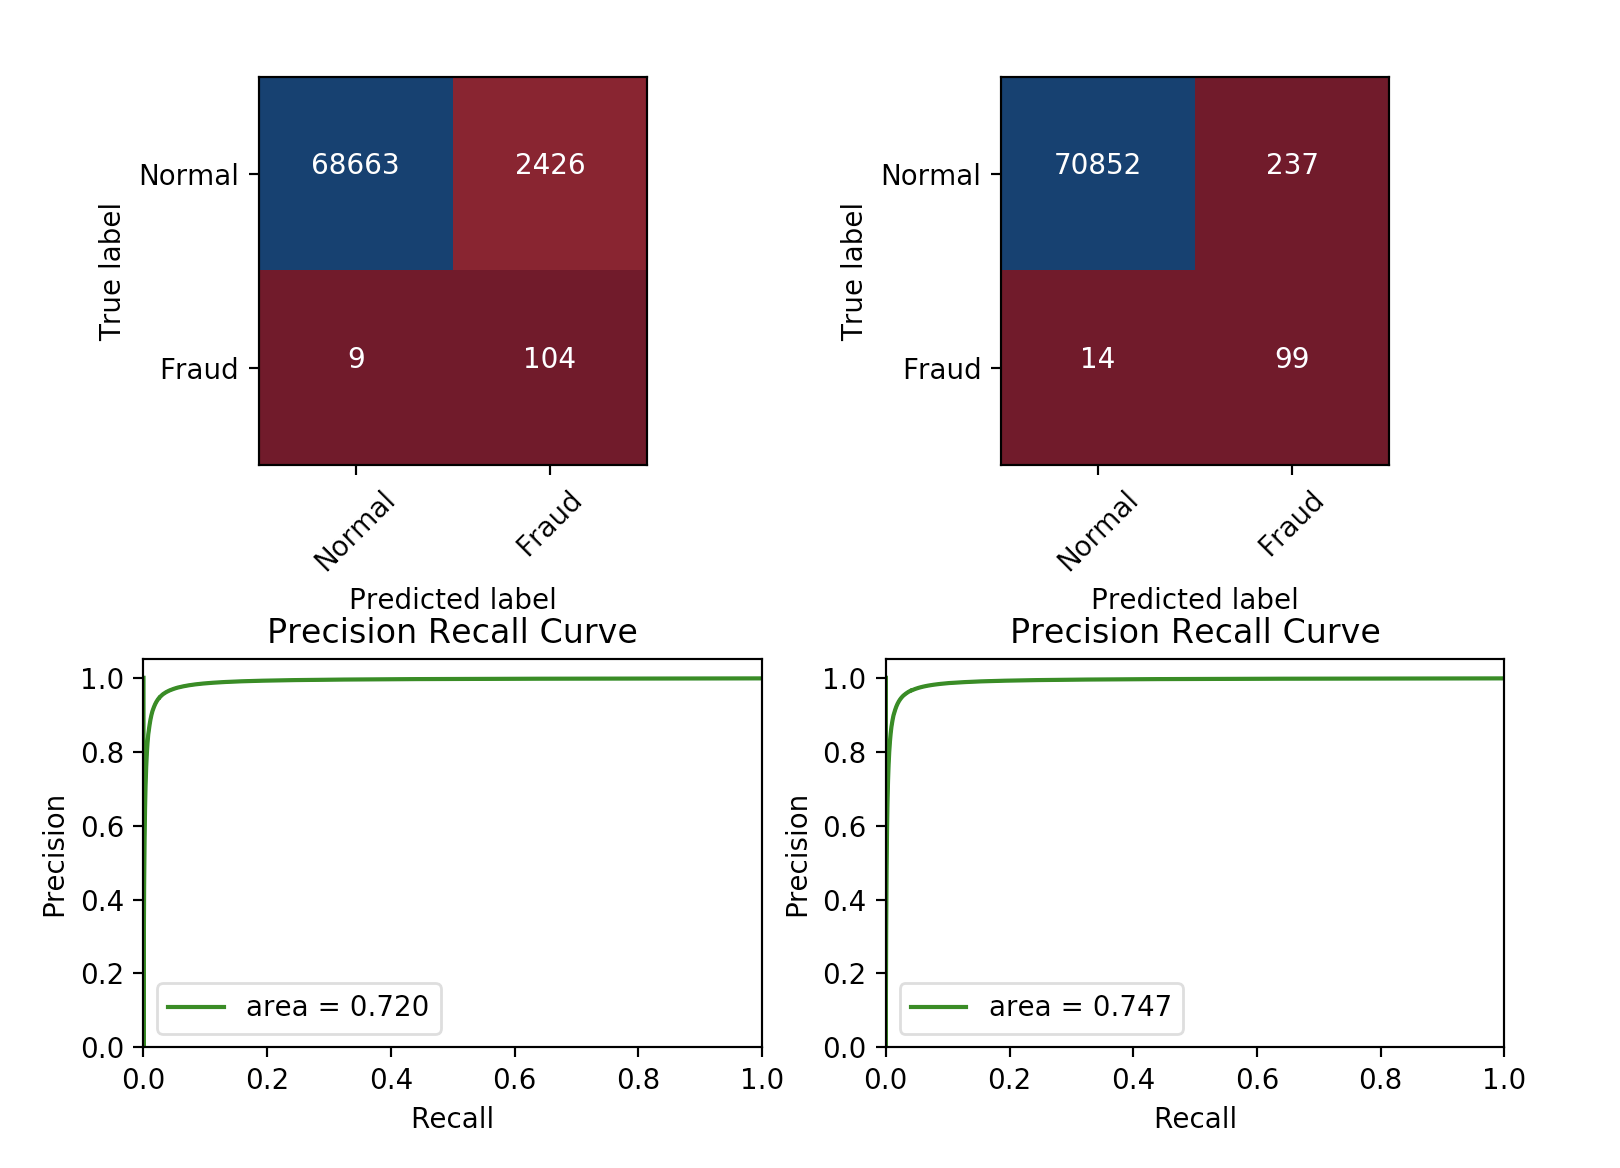 Normal
68663
2426
Fraud
9
104
True label
Normal
Fraud
Predicted label
Normal
70852
237
Fraud
14
99
True label
Normal
Fraud
Predicted label
Precision Recall Curve
1.0
0.8
0.6
0.4
0.2
0.0
Precision
area = 0.720
0.0 0.2 0.4 0.6 0.8 1.0
Recall
Precision Recall Curve
1.0
0.8
0.6
0.4
0.2
0.0
Precision
area = 0.747
0.0 0.2 0.4 0.6 0.8 1.0
Recall